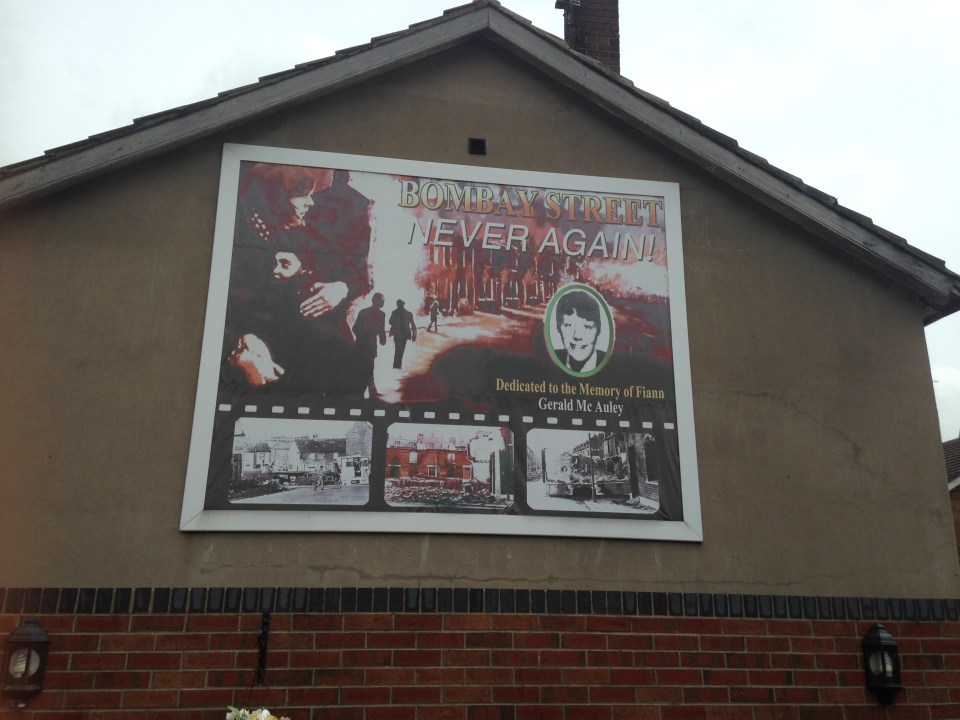 BOMBAY STREET
NEVER AGAIN!
Dedicated to the Memory of Fiann
Gerald Mc Auley